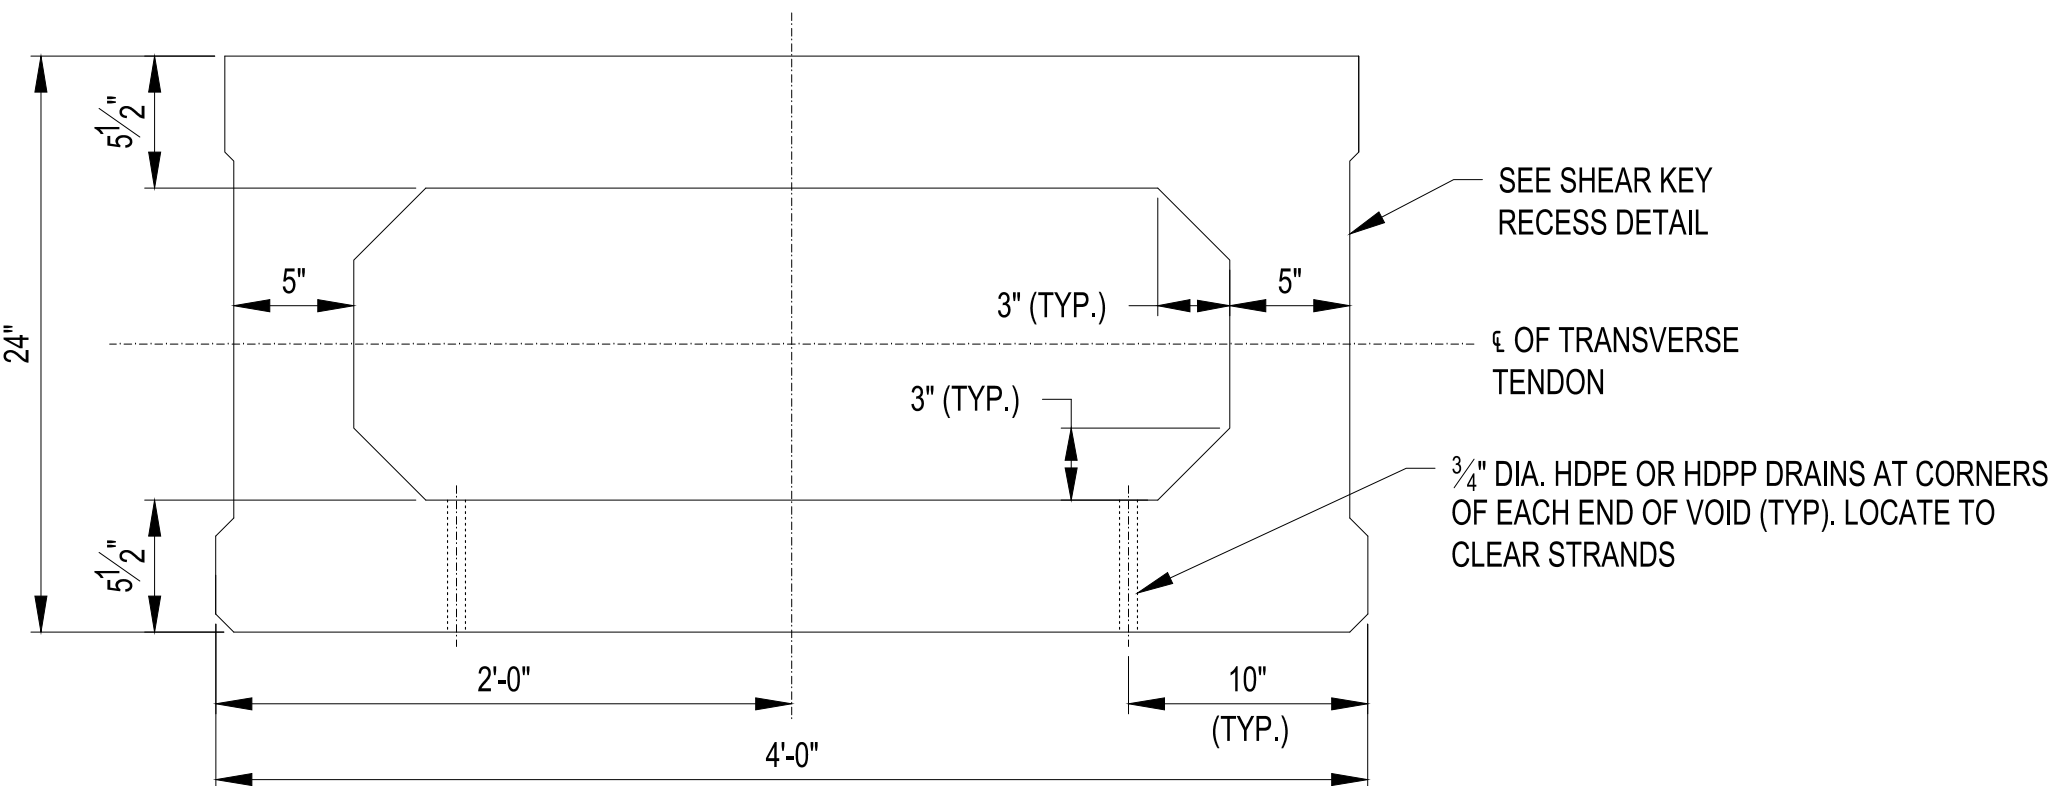 5½"
SEE SHEAR KEY
RECESS DETAIL
5"
3" (TYP.)
5"
24"
℄ OF TRANSVERSE
TENDON
3" (TYP.)
¾" DIA. HDPE OR HDPP DRAINS AT CORNERS
OF EACH END OF VOID (TYP). LOCATE TO
CLEAR STRANDS
5½"
2'-0"
10"
(TYP.)
4'-0"